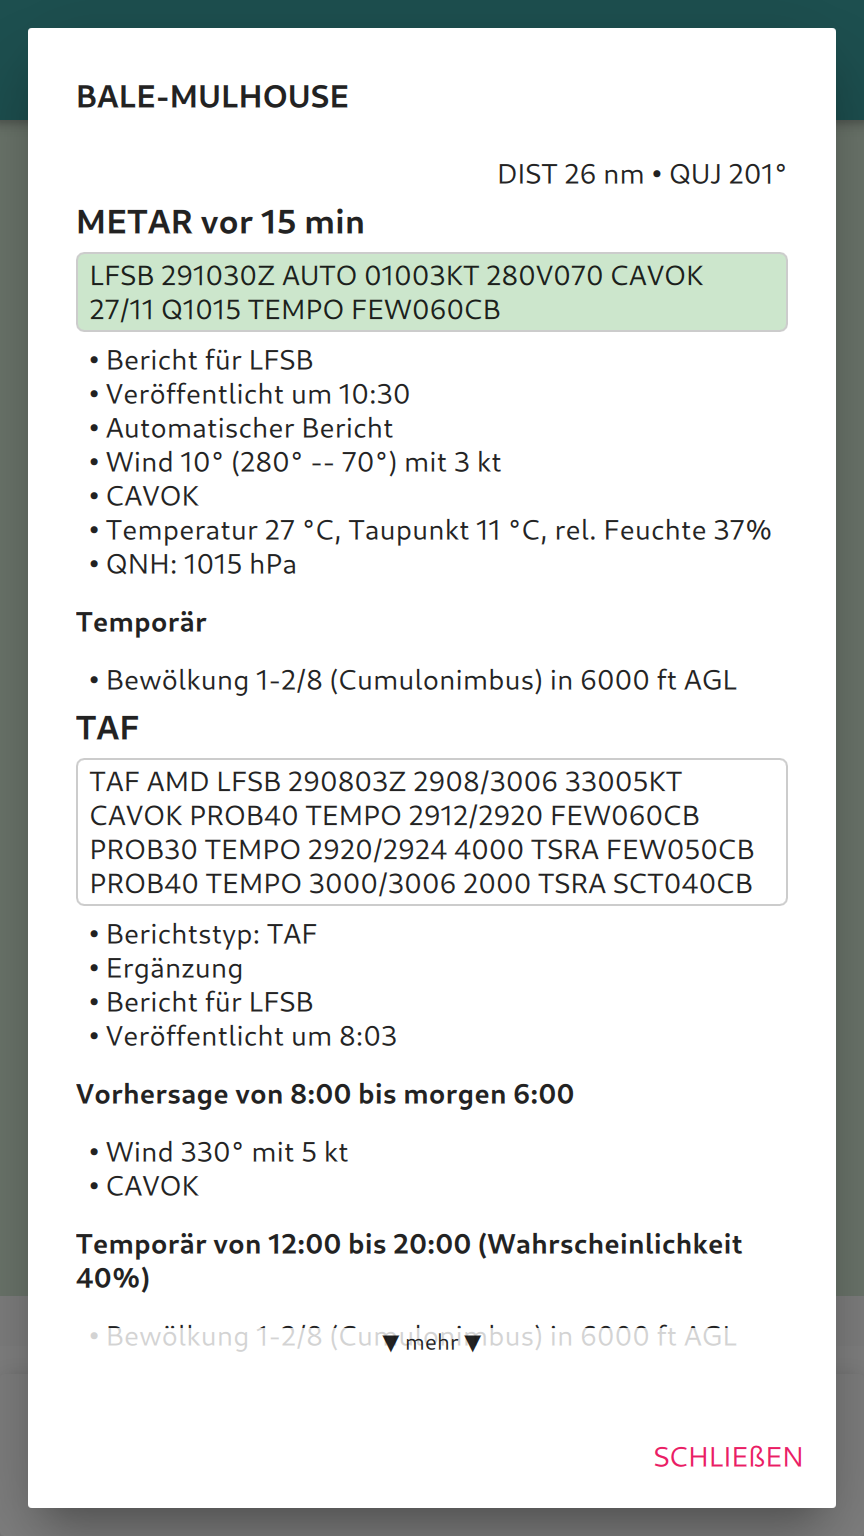 BALE-MULHOUSE
DIST 26 nm • QUJ 201°
METAR vor 15 min
LFSB 291030Z AUTO 01003KT 280V070 CAVOK
27/11 Q1015 TEMPO FEW060CB
• Bericht für LFSB
• Veröffentlicht um 10:30
• Automatischer Bericht
• Wind 10° (280° -- 70°) mit 3 kt
• CAVOK
• Temperatur 27 °C, Taupunkt 11 °C, rel. Feuchte 37%
• QNH: 1015 hPa
Temporär
• Bewölkung 1-2/8 (Cumulonimbus) in 6000 ft AGL
TAF
TAF AMD LFSB 290803Z 2908/3006 33005KT
CAVOK PROB40 TEMPO 2912/2920 FEW060CB
PROB30 TEMPO 2920/2924 4000 TSRA FEW050CB
PROB40 TEMPO 3000/3006 2000 TSRA SCT040CB
• Berichtstyp: TAF
• Ergänzung
• Bericht für LFSB
• Veröffentlicht um 8:03
Vorhersage von 8:00 bis morgen 6:00
• Wind 330° mit 5 kt
• CAVOK
Temporär von 12:00 bis 20:00 (Wahrscheinlichkeit
40%)
• Bewölkung 1-2/8 (Cumulonimbus) in 6000 ft AGL
▼ mehr ▼
SCHLIEßEN